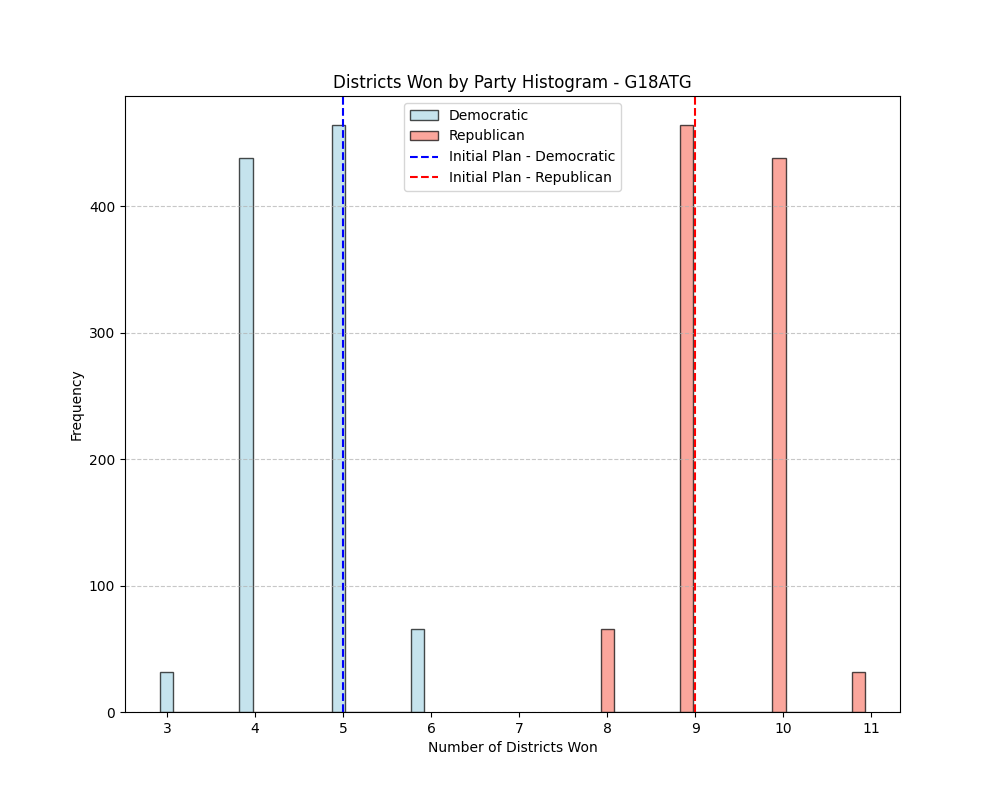 Districts Won by Party Histogram - G18ATG
Democratic
Republican
Initial Plan - Democratic
Initial Plan - Republican
Frequency
400
300
200
100
0
3 4 5 6 7 8 9 10 11
Number of Districts Won